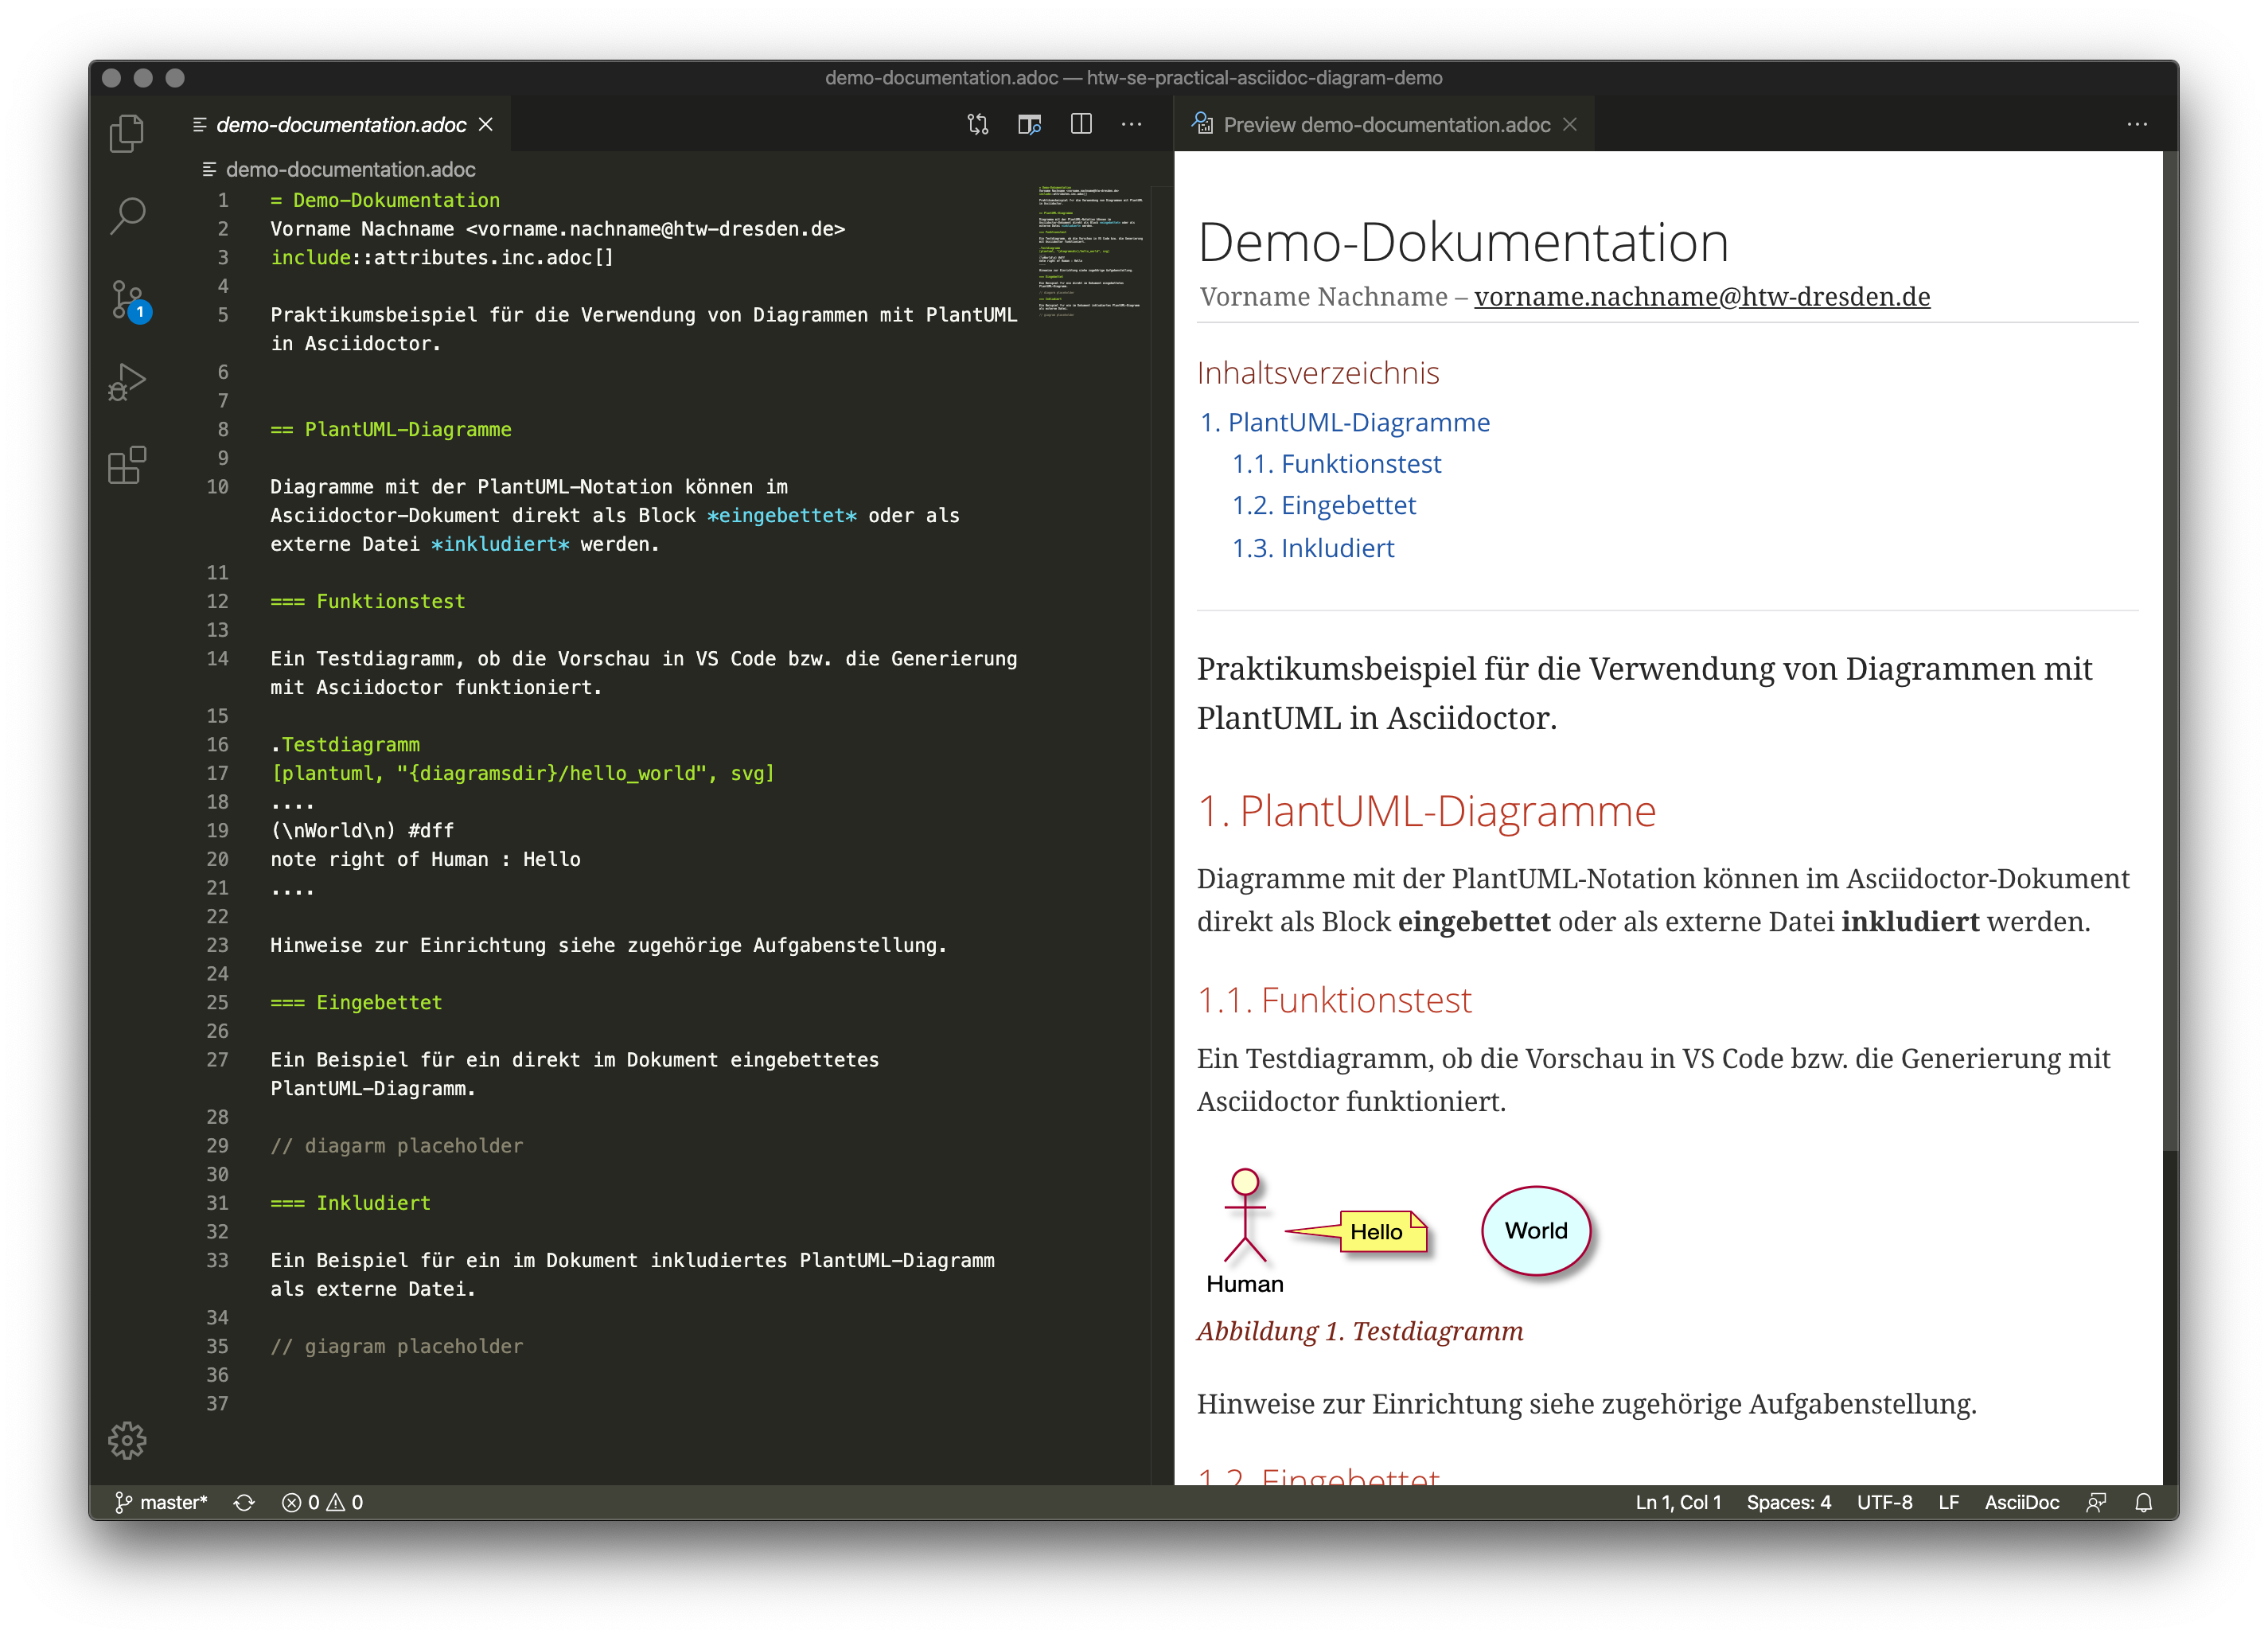 demo-documentation.adoc — htw-se-practical-asciidoc-diagram-demo
demo-documentation.adoc
demo-documentation.adoc
1 = Demo-Dokumentation
2 Vorname Nachname <vorname.nachname@htw-dresden.de>
3 include::attributes.inc.adoc[]
4
5 Praktikumsbeispiel für die Verwendung von Diagrammen mit PlantUML
in Asciidoctor.
6
7
8 == PlantUML-Diagramme
9
10 Diagramme mit der PlantUML-Notation können im
Asciidoctor-Dokument direkt als Block *eingebettet* oder als
externe Datei *inkludiert* werden.
11
12 === Funktionstest
13
14 Ein Testdiagramm, ob die Vorschau in VS Code bzw. die Generierung
mit Asciidoctor funktioniert.
15
16 .Testdiagramm
17 [plantuml, "{diagramsdir}/hello_world", svg]
18 ....
19 (\nWorld\n) #dff
20 note right of Human : Hello
21 ....
22
23 Hinweise zur Einrichtung siehe zugehörige Aufgabenstellung.
24
25 === Eingebettet
26
27 Ein Beispiel für ein direkt im Dokument eingebettetes
PlantUML-Diagramm.
28
29 // diagarm placeholder
30
31 === Inkludiert
32
33 Ein Beispiel für ein im Dokument inkludiertes PlantUML-Diagramm
als externe Datei.
34
35 // giagram placeholder
36
37
1
Preview demo-documentation.adoc
Demo-Dokumentation
Vorname Nachname – vorname.nachname@htw-dresden.de
Inhaltsverzeichnis
1. PlantUML-Diagramme
1.1. Funktionstest
1.2. Eingebettet
1.3. Inkludiert
Praktikumsbeispiel für die Verwendung von Diagrammen mit
PlantUML in Asciidoctor.
1. PlantUML-Diagramme
Diagramme mit der PlantUML-Notation können im Asciidoctor-Dokument
direkt als Block eingebettet oder als externe Datei inkludiert werden.
1.1. Funktionstest
Ein Testdiagramm, ob die Vorschau in VS Code bzw. die Generierung mit
Asciidoctor funktioniert.
Hello
World
Human
Abbildung 1. Testdiagramm
Hinweise zur Einrichtung siehe zugehörige Aufgabenstellung.
1.2. Eingebettet
master* 0 0
Ln 1, Col 1 Spaces: 4 UTF-8 LF AsciiDoc